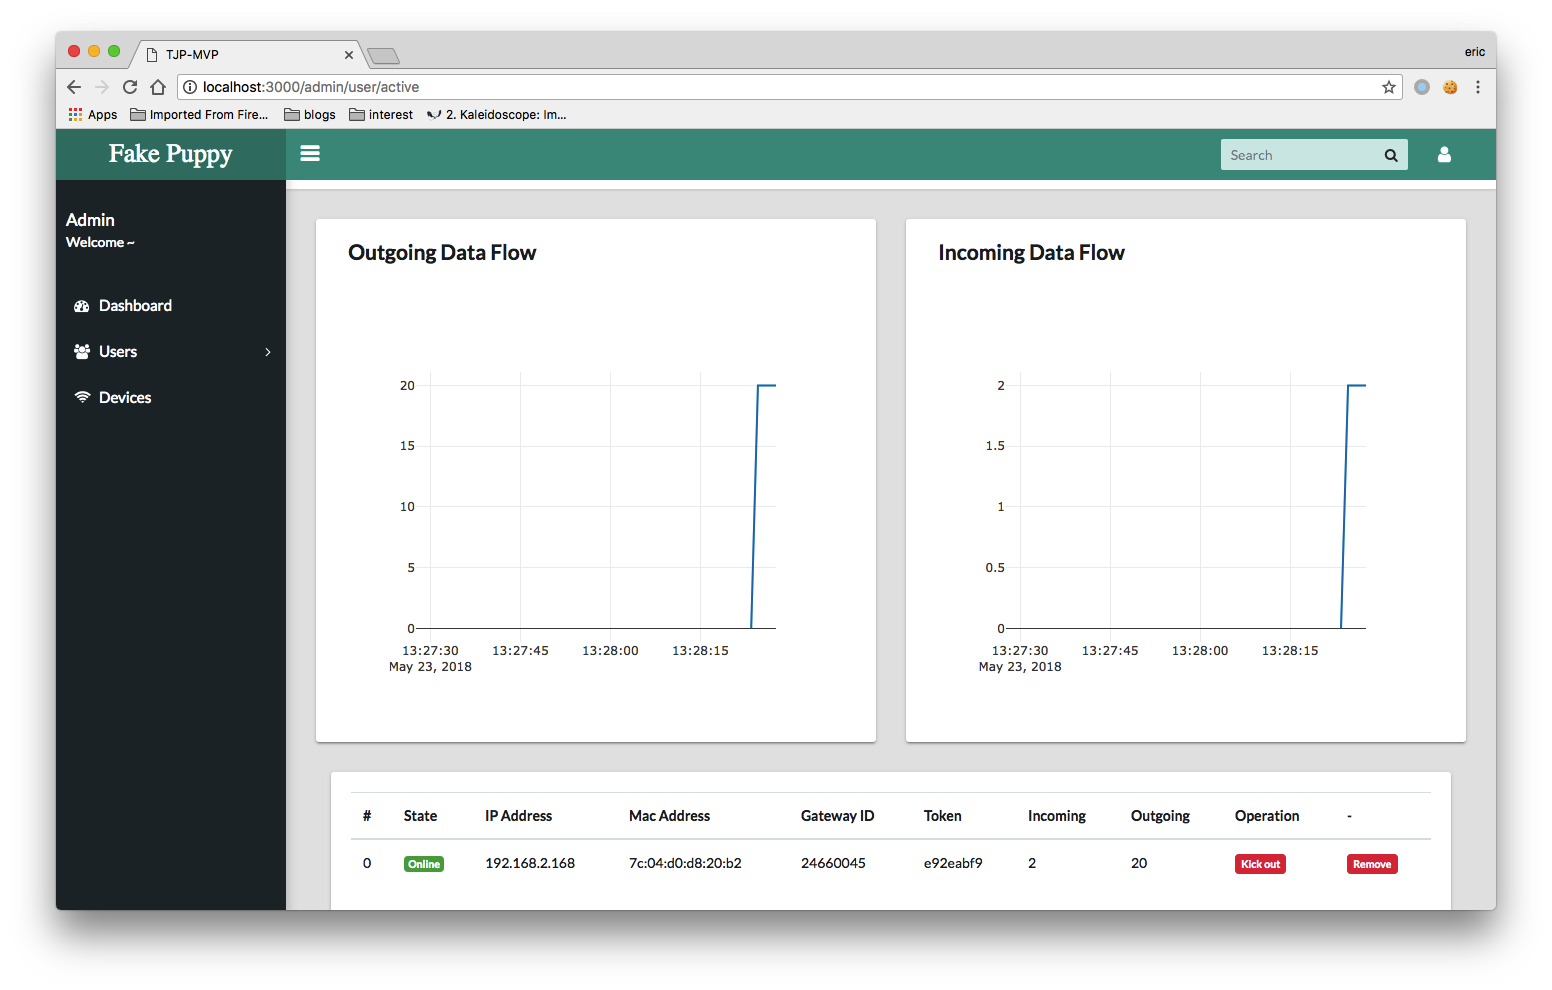 TJP-MVP
eric
localhost:3000/admin/user/active
Apps Imported From Fire... blogs interest 2. Kaleidoscope: Im...
Fake Puppy
Search
Admin
Welcome ~
Dashboard
Users
Devices
Outgoing Data Flow
20
15
10
5
0
13:27:30 13:27:45 13:28:00 13:28:15
May 23, 2018
Incoming Data Flow
2
1.5
1
0.5
0
13:27:30 13:27:45 13:28:00 13:28:15
May 23, 2018
# State IP Address Mac Address Gateway ID Token Incoming Outgoing Operation -
0 Online 192.168.2.168 7c:04:d0:d8:20:b2 24660045 e92eabf9 2 20 Kick out Remove